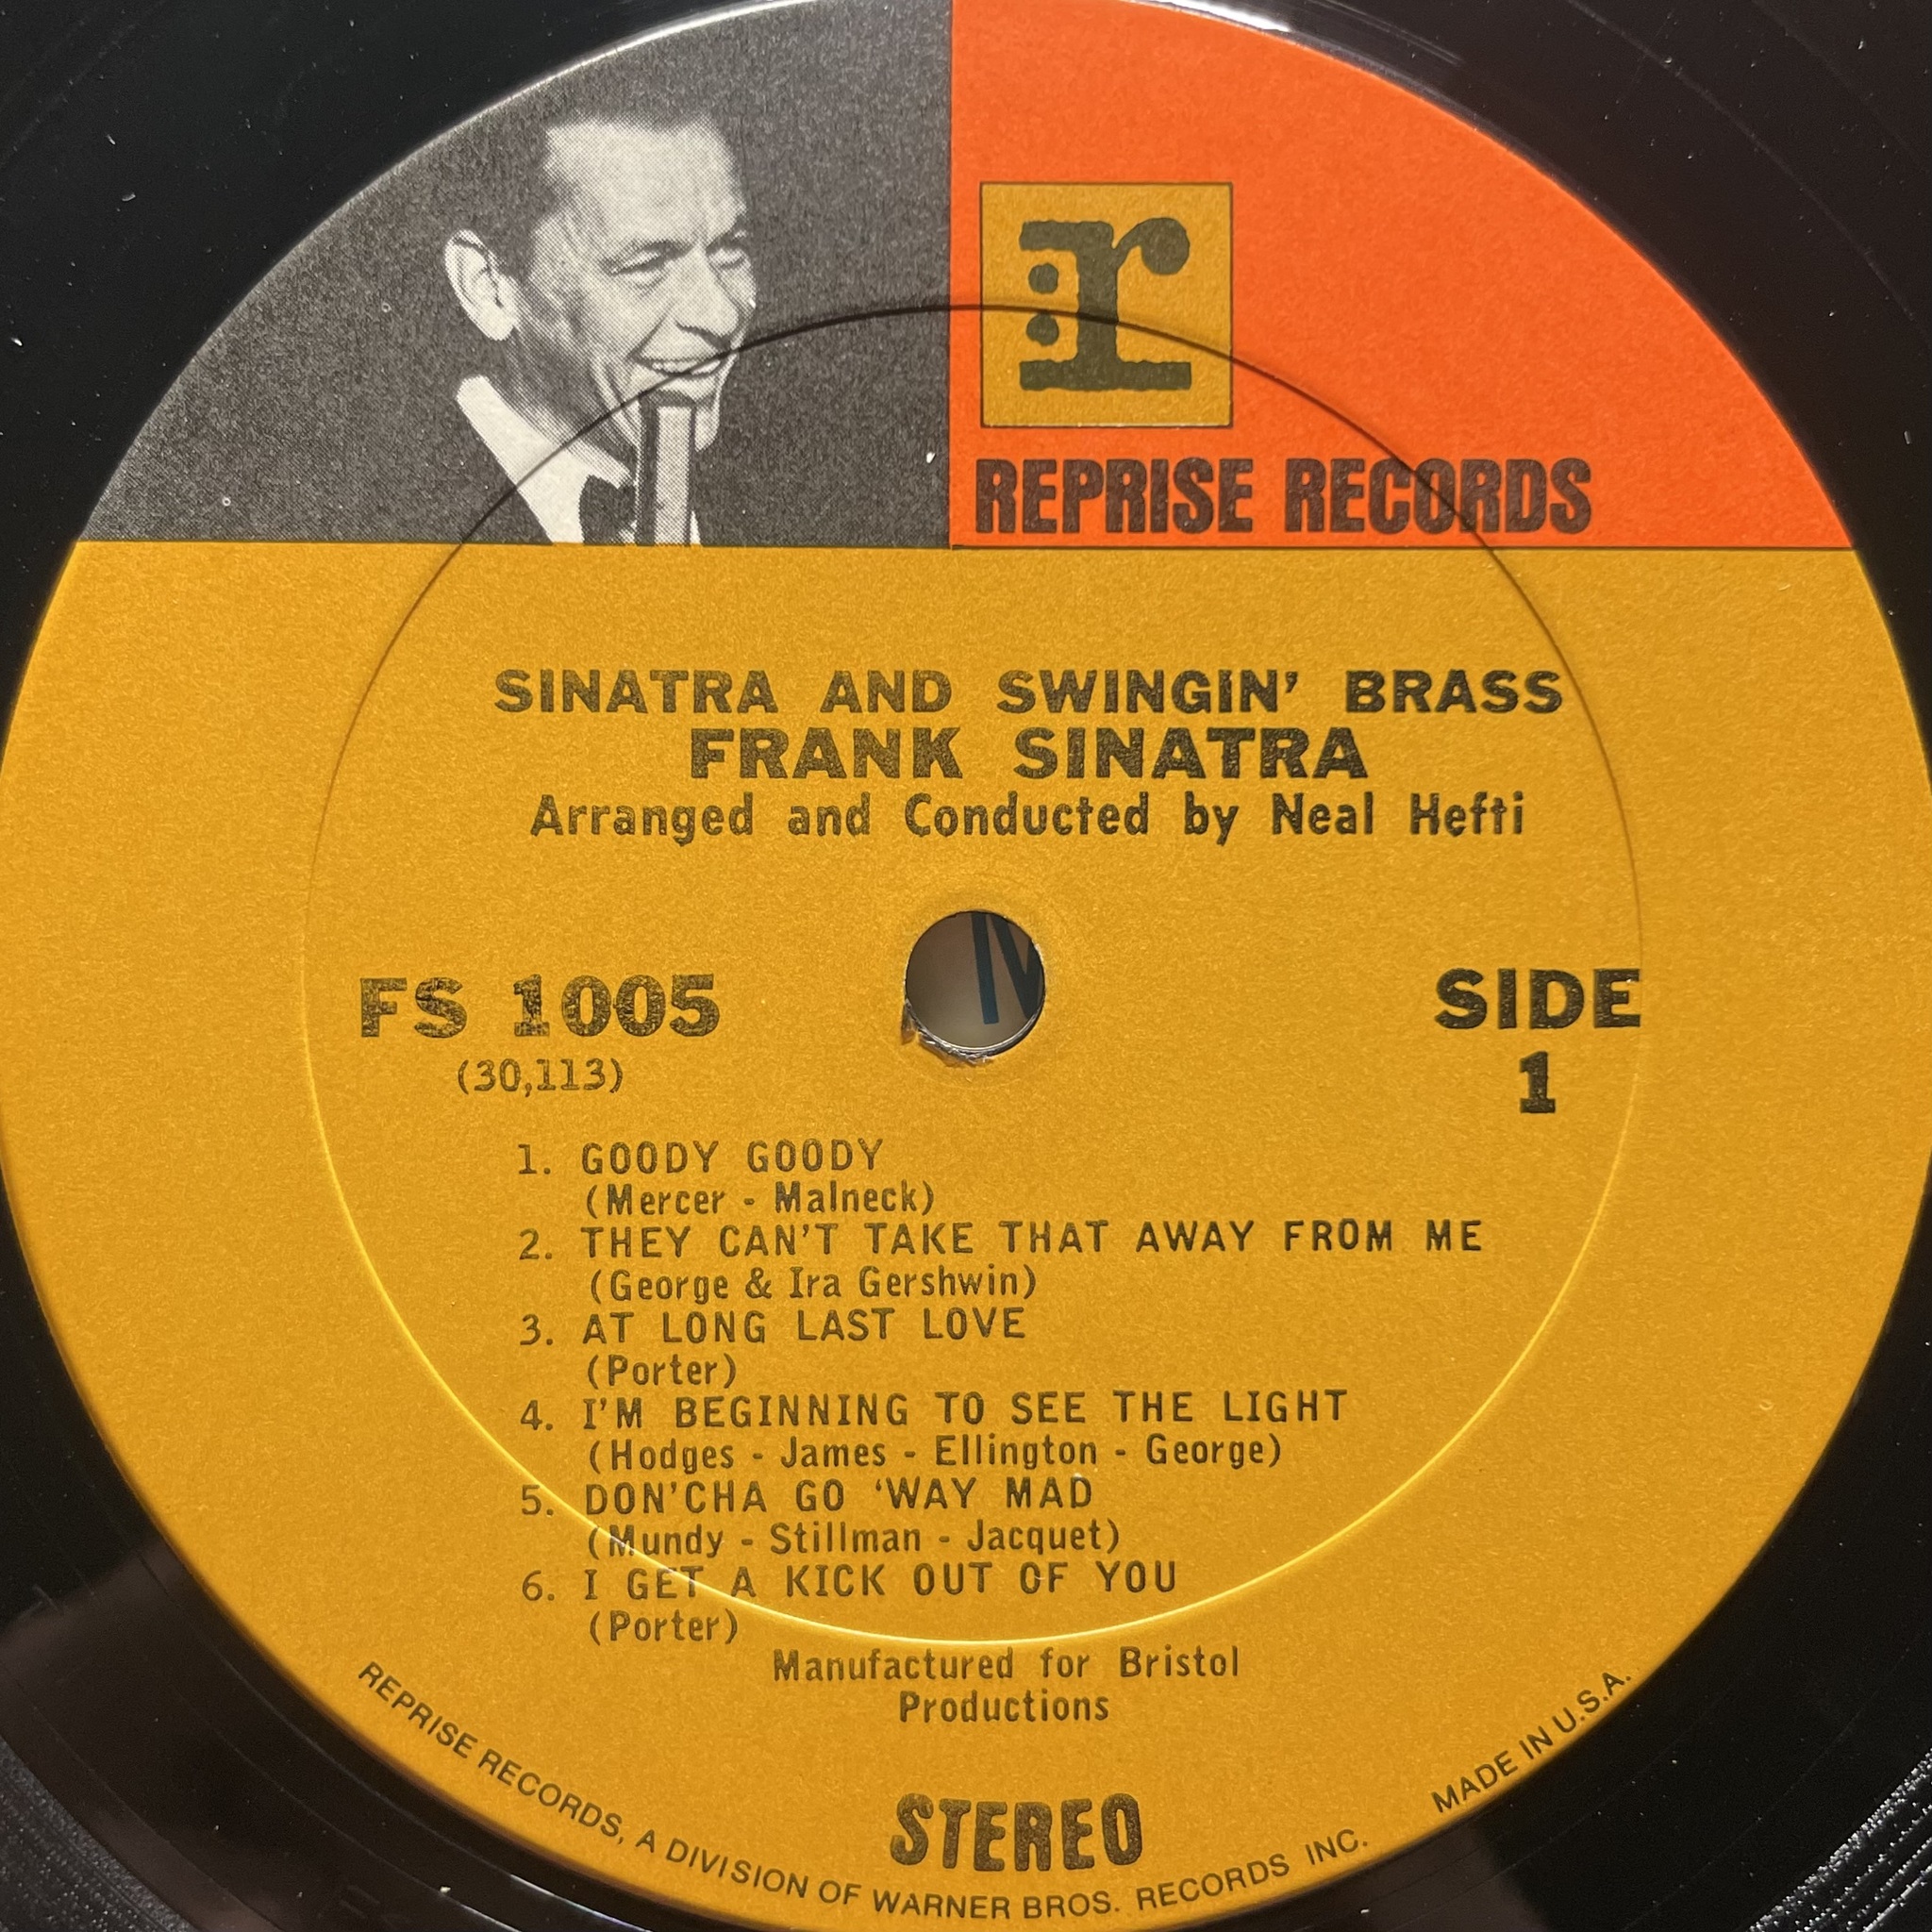 r
REPRISE RECORDS
SINATRA AND SWINGIN' BRASS
FRANK SINATRA
Arranged and Conducted by Neal Hefti
FS 1005
(30,113)
SIDE
1
1. GOODY GOODY
(Mercer - Malneck)
2. THEY CAN'T TAKE THAT AWAY FROM ME
(George & Ira Gershwin)
3. AT LONG LAST LOVE
(Porter)
4. I'M BEGINNING TO SEE THE LIGHT
(Hodges - James - Ellington - George)
5. DON'CHA GO 'WAY MAD
(Mundy - Stillman - Jacquet)
6. I GET A KICK OUT OF YOU
(Porter)
Manufactured for Bristol
Productions
STEREO
REPRISE RECORDS, A DIVISION OF WARNER BROS. RECORDS INC.
MADE IN U.S.A.